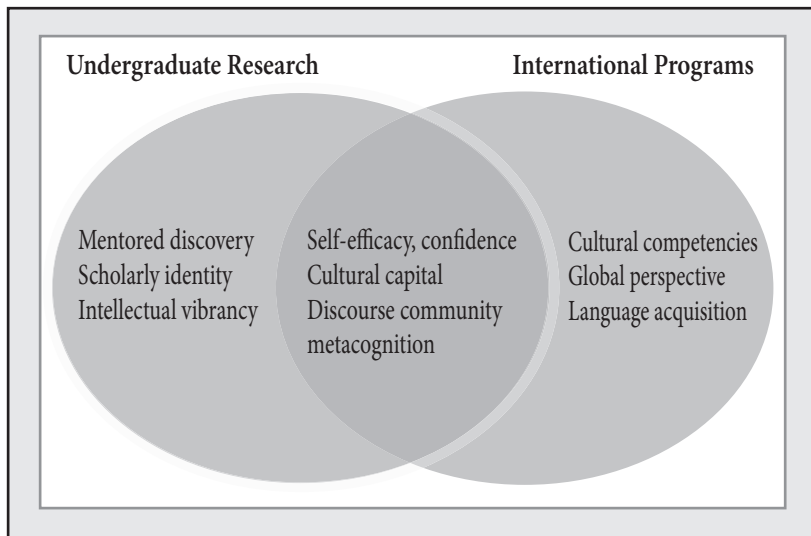 Undergraduate Research
International Programs
Mentored discovery
Scholarly identity
Intellectual vibrancy
Self-efficacy, confidence
Cultural capital
Discourse community
metacognition
Cultural competencies
Global perspective
Language acquisition